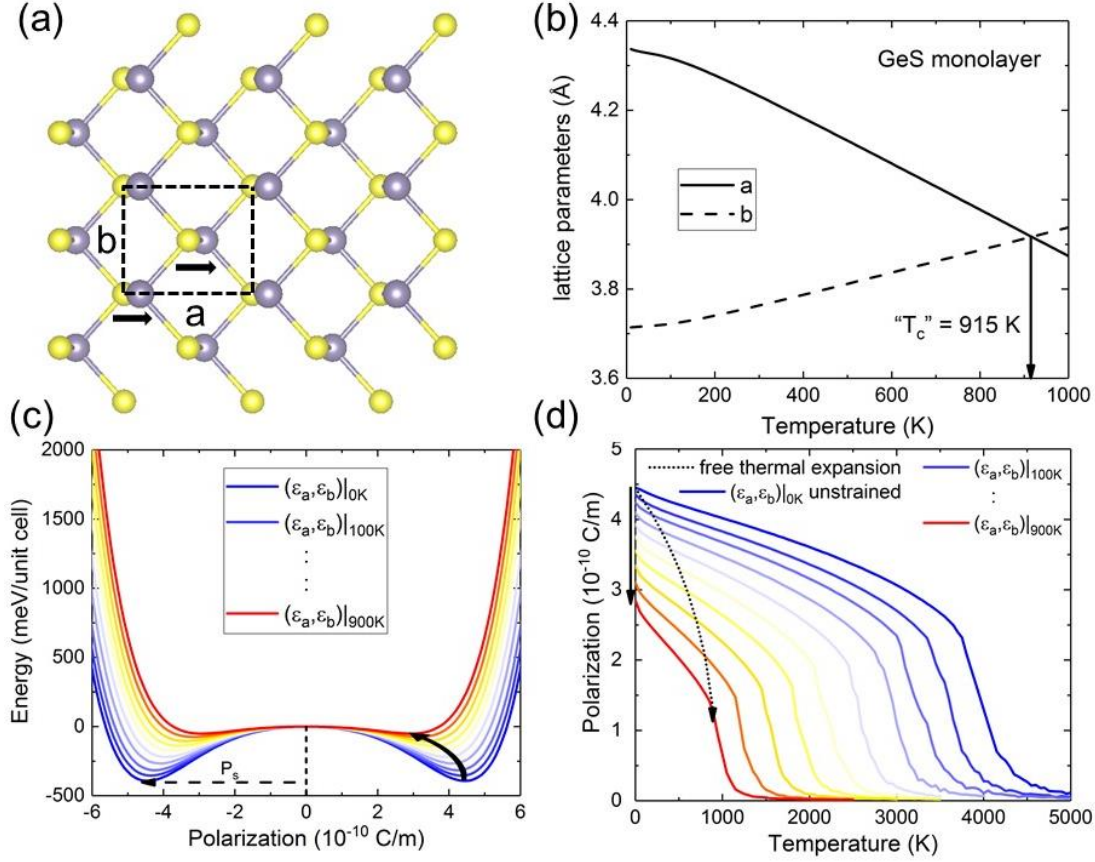 (a)
b
a
(b)
GeS monolayer
lattice parameters (Å)
4.4
4.2
4.0
3.8
3.6
a
b
"Tc" = 915 K
0 200 400 600 800 1000
Temperature (K)
(c)
Energy (meV/unit cell)
2000
1500
1000
500
0
-500
(εa,εb)|0K
(εa,εb)|100K
:
:
(εa,εb)|900K
Ps
-6 -4 -2 0 2 4 6
Polarization (10-10 C/m)
(d)
Polarization (10-10 C/m)
5
4
3
2
1
0
free thermal expansion
(εa,εb)|0K unstrained
(εa,εb)|100K
:
(εa,εb)|900K
0 1000 2000 3000 4000 5000
Temperature (K)